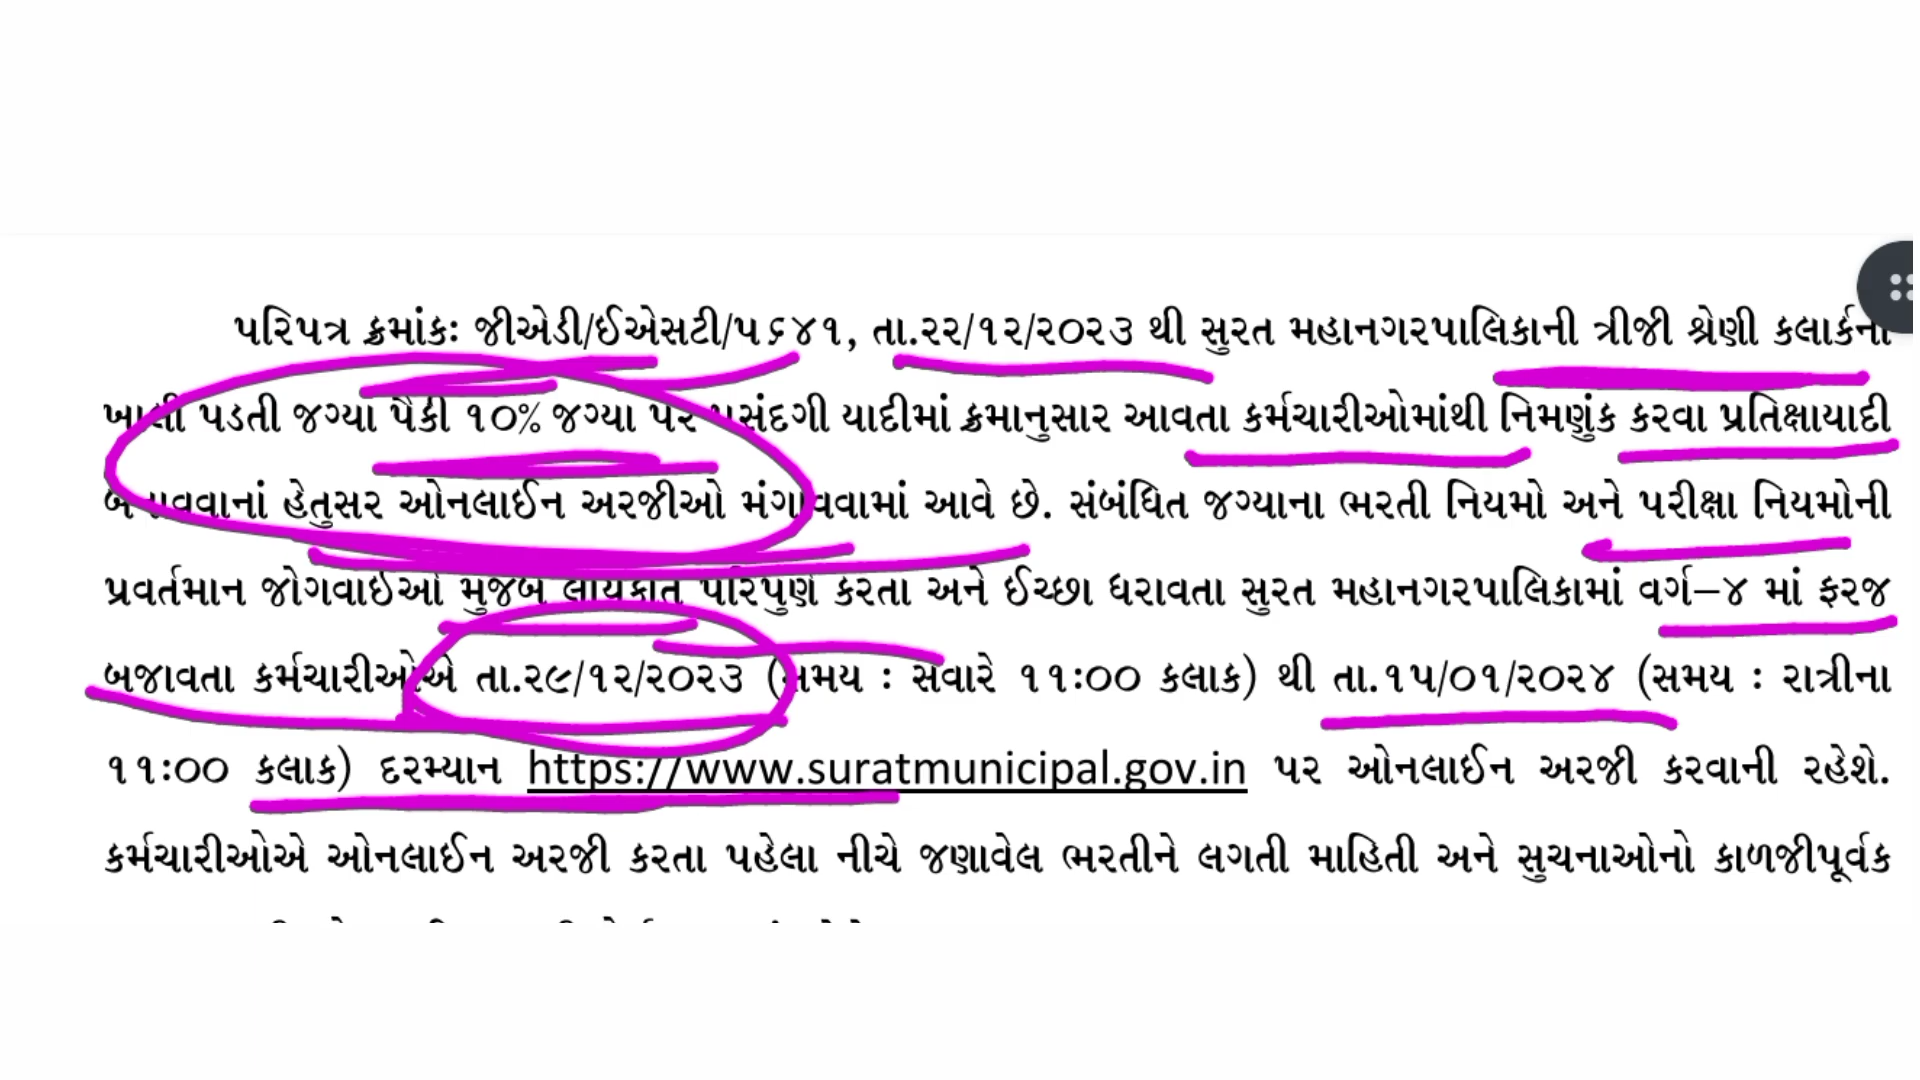 પરિપત્ર ક્રમાંકઃ જીએડી/ઈએસટી/૫૬૪૧, તા.૨૨/૧૨/૨૦૨૩ થી સુરત મહાનગરપાલિકાની ત્રીજી શ્રેણી કલાર્કના
ખાલી પડતી જગ્યા પૈકી ૧૦% જગ્યા પર પસંદગી યાદીમાં ક્રમાનુસાર આવતા કર્મચારીઓમાંથી નિમણુંક કરવા પ્રતિક્ષાયાદી
બનાવવાનાં હેતુસર ઓનલાઈન અરજીઓ મંગાવવામાં આવે છે. સંબંધિત જગ્યાના ભરતી નિયમો અને પરીક્ષા નિયમોની
પ્રવર્તમાન જોગવાઈઓ મુજબ લાયકાત પરિપુર્ણ કરતા અને ઈચ્છા ધરાવતા સુરત મહાનગરપાલિકામાં વર્ગ–૪ માં ફરજ
બજાવતા કર્મચારીઓએ તા.૨૯/૧૨/૨૦૨૩ (સમય : સવારે ૧૧:૦૦ કલાક) થી તા.૧૫/૦૧/૨૦૨૪ (સમય : રાત્રીના
૧૧:૦૦ કલાક) દરમ્યાન https://www.suratmunicipal.gov.in પર ઓનલાઈન અરજી કરવાની રહેશે.
કર્મચારીઓએ ઓનલાઈન અરજી કરતા પહેલા નીચે જણાવેલ ભરતીને લગતી માહિતી અને સુચનાઓનો કાળજીપૂર્વક